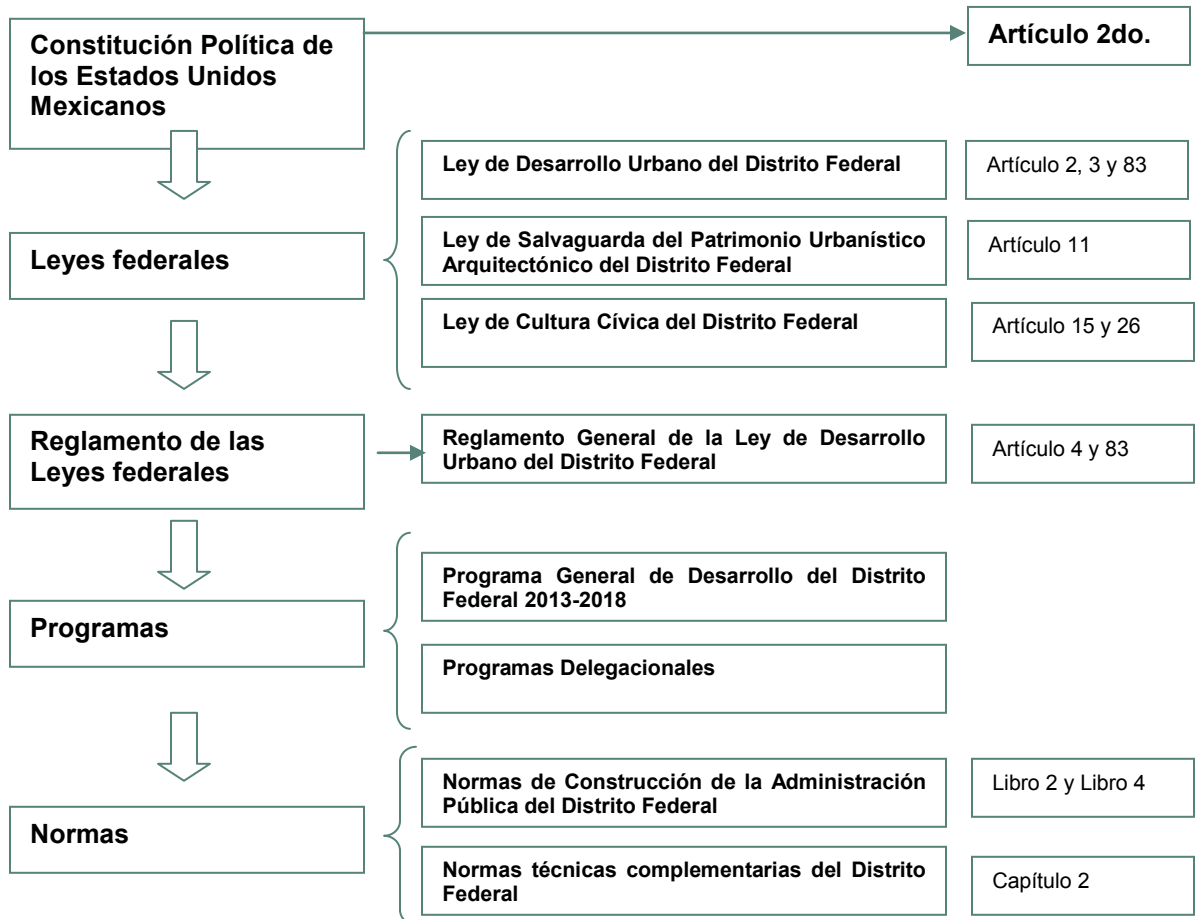 Constitución Política de
los Estados Unidos
Mexicanos
Artículo 2do.
Leyes federales
Ley de Desarrollo Urbano del Distrito Federal
Artículo 2, 3 y 83
Ley de Salvaguarda del Patrimonio Urbanístico
Arquitectónico del Distrito Federal
Artículo 11
Ley de Cultura Cívica del Distrito Federal
Artículo 15 y 26
Reglamento de las
Leyes federales
Reglamento General de la Ley de Desarrollo
Urbano del Distrito Federal
Artículo 4 y 83
Programas
Programa General de Desarrollo del Distrito
Federal 2013-2018
Programas Delegacionales
Normas
Normas de Construcción de la Administración
Pública del Distrito Federal
Libro 2 y Libro 4
Normas técnicas complementarias del Distrito
Federal
Capítulo 2